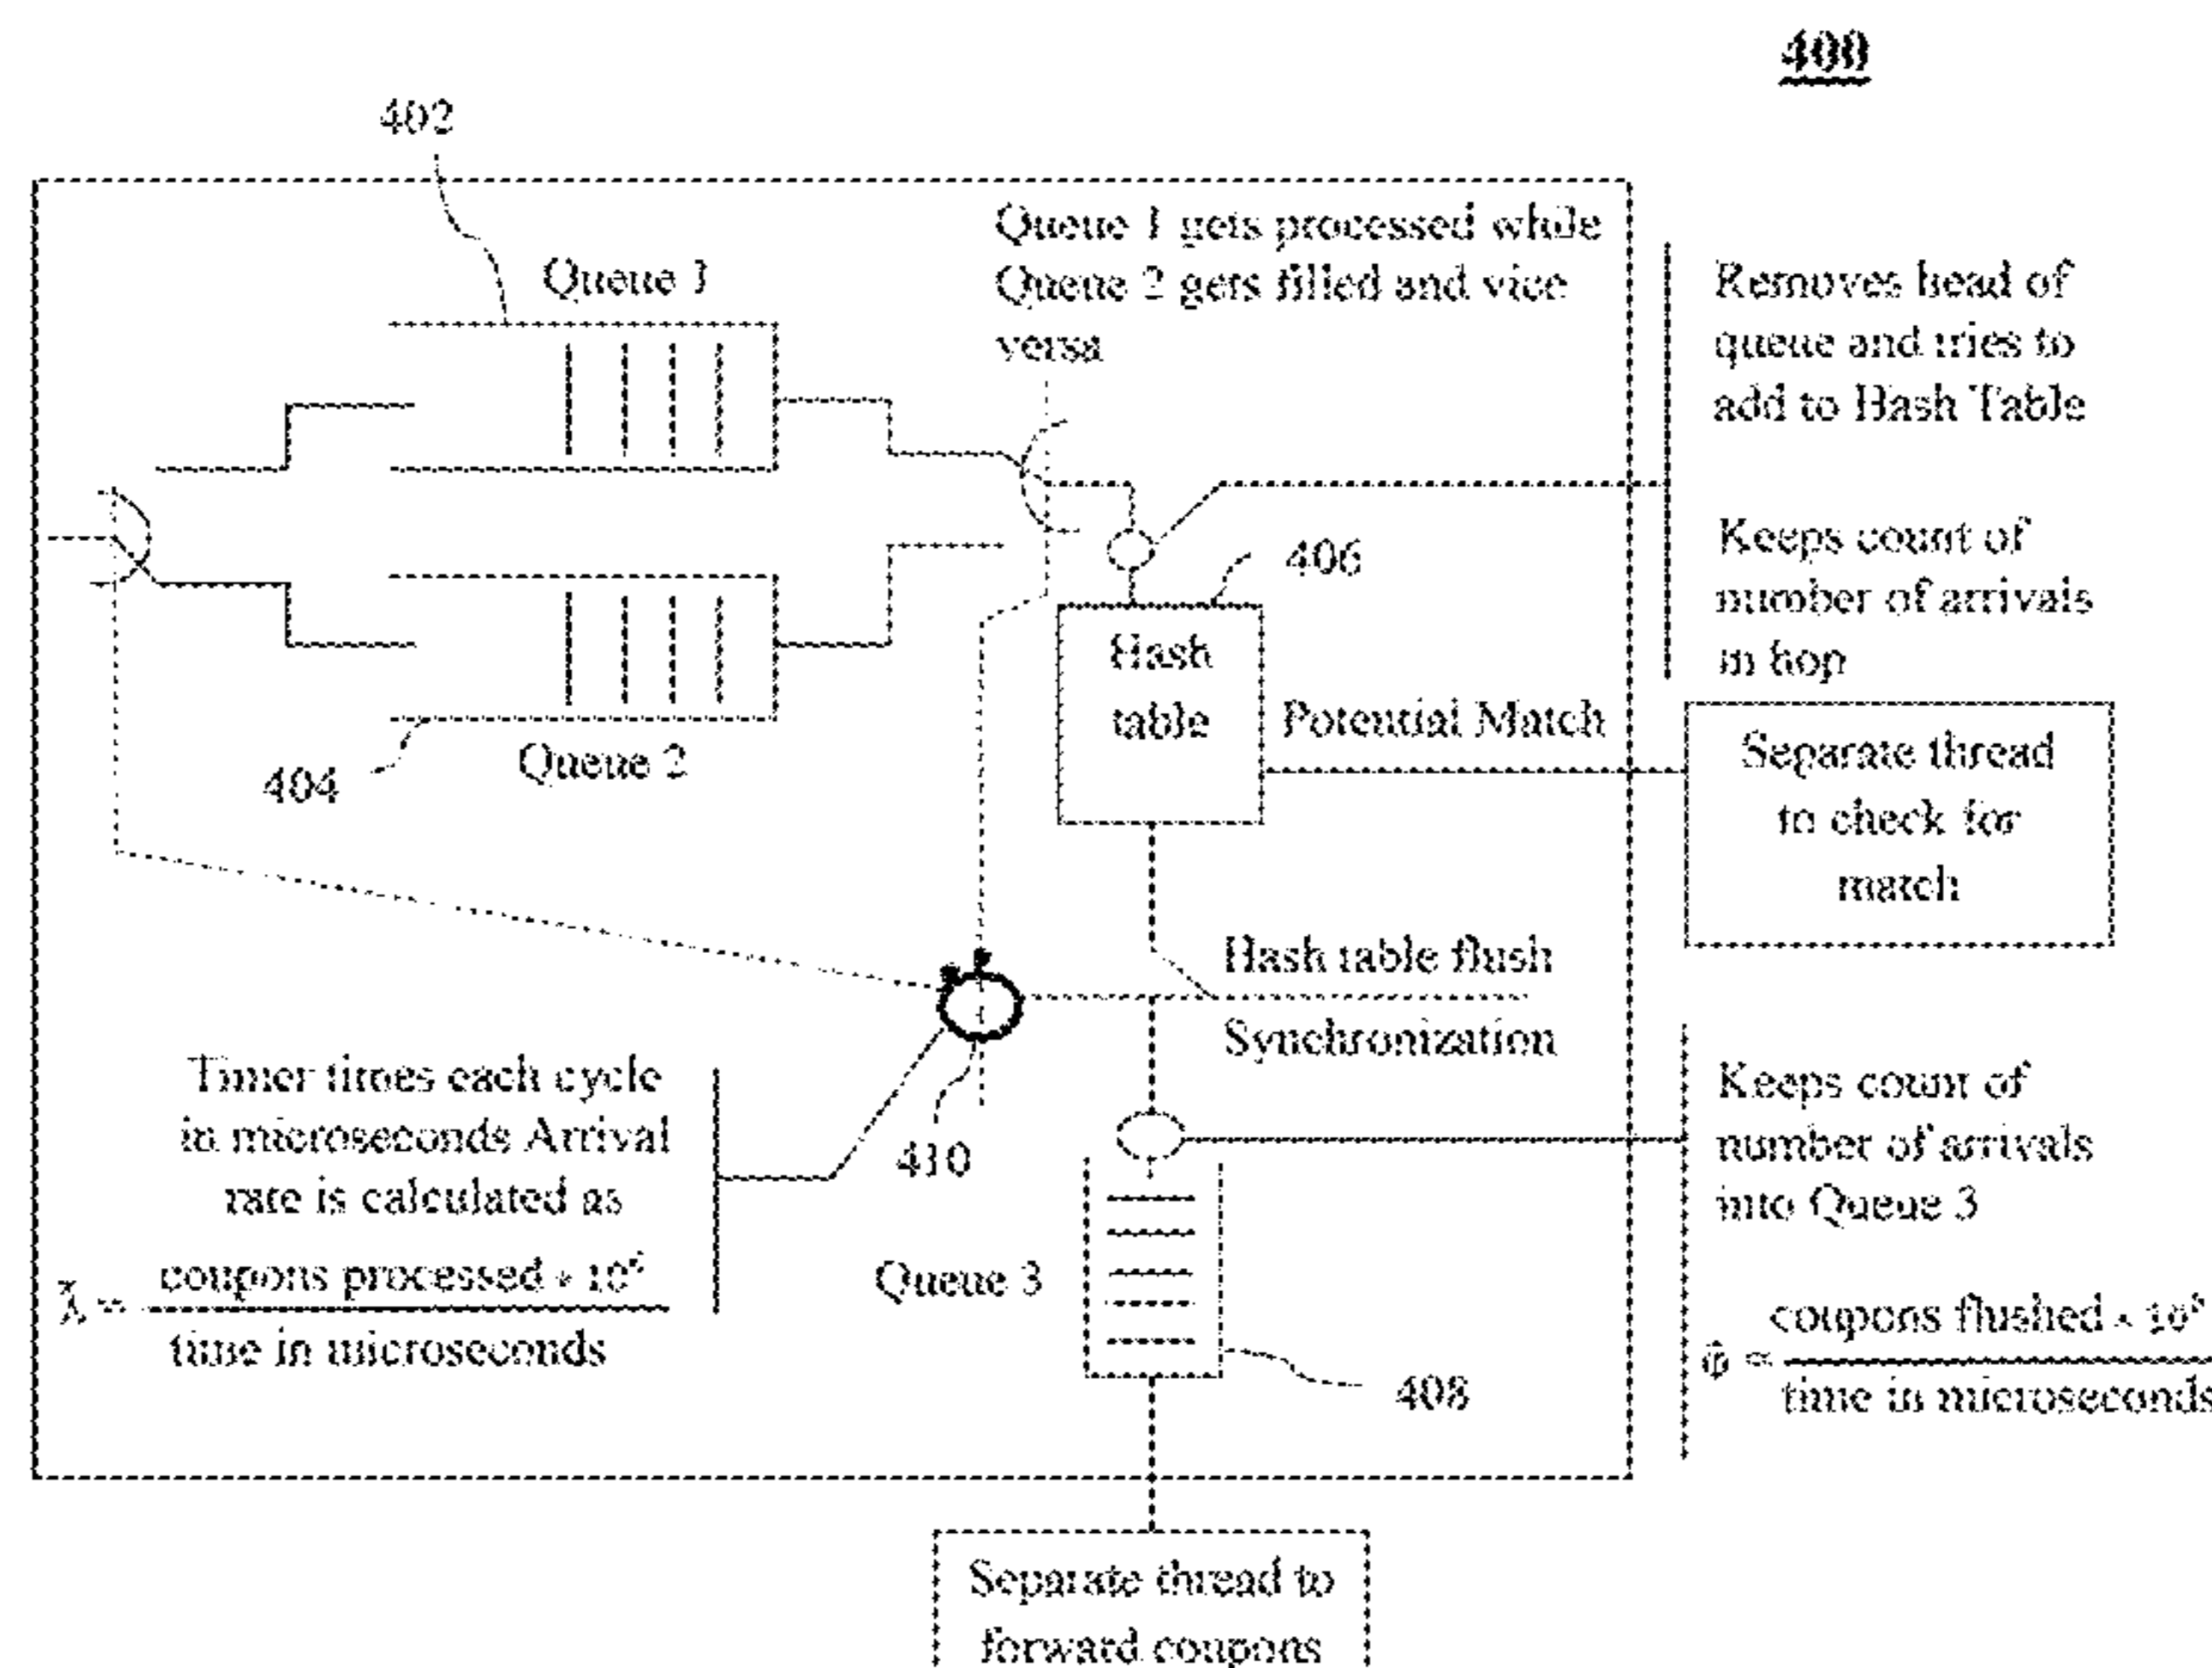 400
402
Queue 1 gets processed while
Queue 2 gets filled and vice
versa
Queue 1
Removes head of
queue and tries to
add to Hash Table
Keeps count of
number of arrivals
in hop
406
Hash
table
Potential Match
Queue 2
404
Separate thread
to check for
match
Hash table flush
Synchronization
Timer times each cycle
in microseconds Arrival
rate is calculated as
coupons processed * 10⁶
time in microseconds
410
Queue 3
408
Keeps count of
number of arrivals
into Queue 3
coupons flushed * 10⁶
time in microseconds
Separate thread to
forward coupons